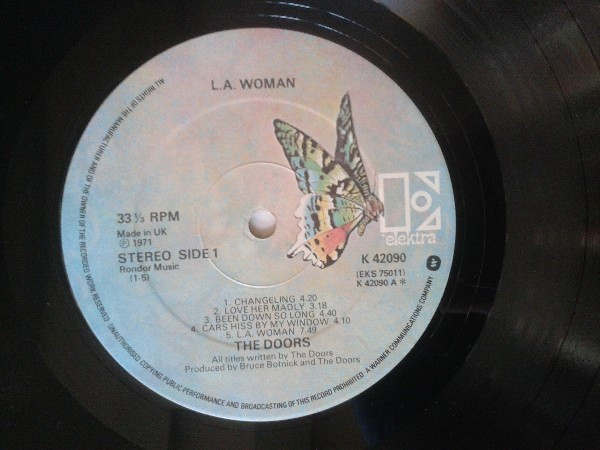 L.A. WOMAN
elektra
33⅓ RPM
Made in UK
℗ 1971
STEREO SIDE 1
Rondor Music
(1-5)
K 42090
(EKS 75011)
K 42090 A *
1. CHANGELING 4.20
2. LOVE HER MADLY 3.18
3. BEEN DOWN SO LONG 4.40
4. CARS HISS BY MY WINDOW 4.10
5. L.A. WOMAN 7.49
THE DOORS
All titles written by The Doors
Produced by Bruce Botnick and The Doors
ALL RIGHTS OF THE MANUFACTURER AND OF THE OWNER OF THE RECORDED WORK RESERVED. UNAUTHORISED COPYING PUBLIC PERFORMANCE AND BROADCASTING OF THIS RECORD PROHIBITED. A WARNER COMMUNICATIONS COMPANY